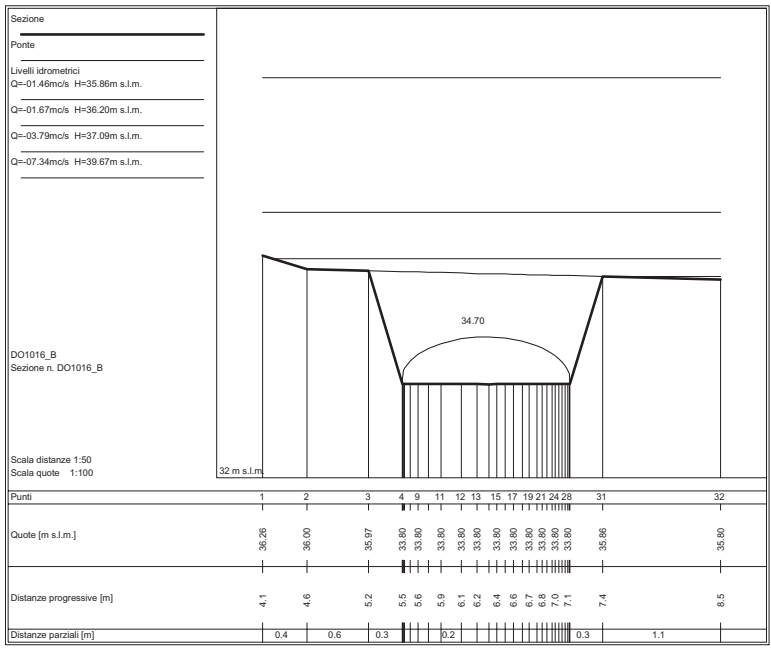 Sezione
Ponte
Livelli idrometrici
Q=-01.46mc/s H=35.86m s.l.m.
Q=-01.67mc/s H=36.20m s.l.m.
Q=-03.79mc/s H=37.09m s.l.m.
Q=-07.34mc/s H=39.67m s.l.m.
34.70
DO1016_B
Sezione n. DO1016_B
Scala distanze 1:50
Scala quote 1:100
32 m s.l.m.
Punti 1 2 3 4 9 11 12 13 15 17 19 21 24 28 31 32
Quote [m s.l.m.] 36.26 36.00 35.97 33.80 33.80 33.80 33.80 33.80 33.80 33.80 33.80 33.80 33.80 33.80 35.86 35.80
Distanze progressive [m] 4.1 4.6 5.2 5.5 5.6 5.9 6.1 6.2 6.4 6.6 6.7 6.8 7.0 7.1 7.4 8.5
Distanze parziali [m] 0.4 0.6 0.3 0.2 0.3 1.1